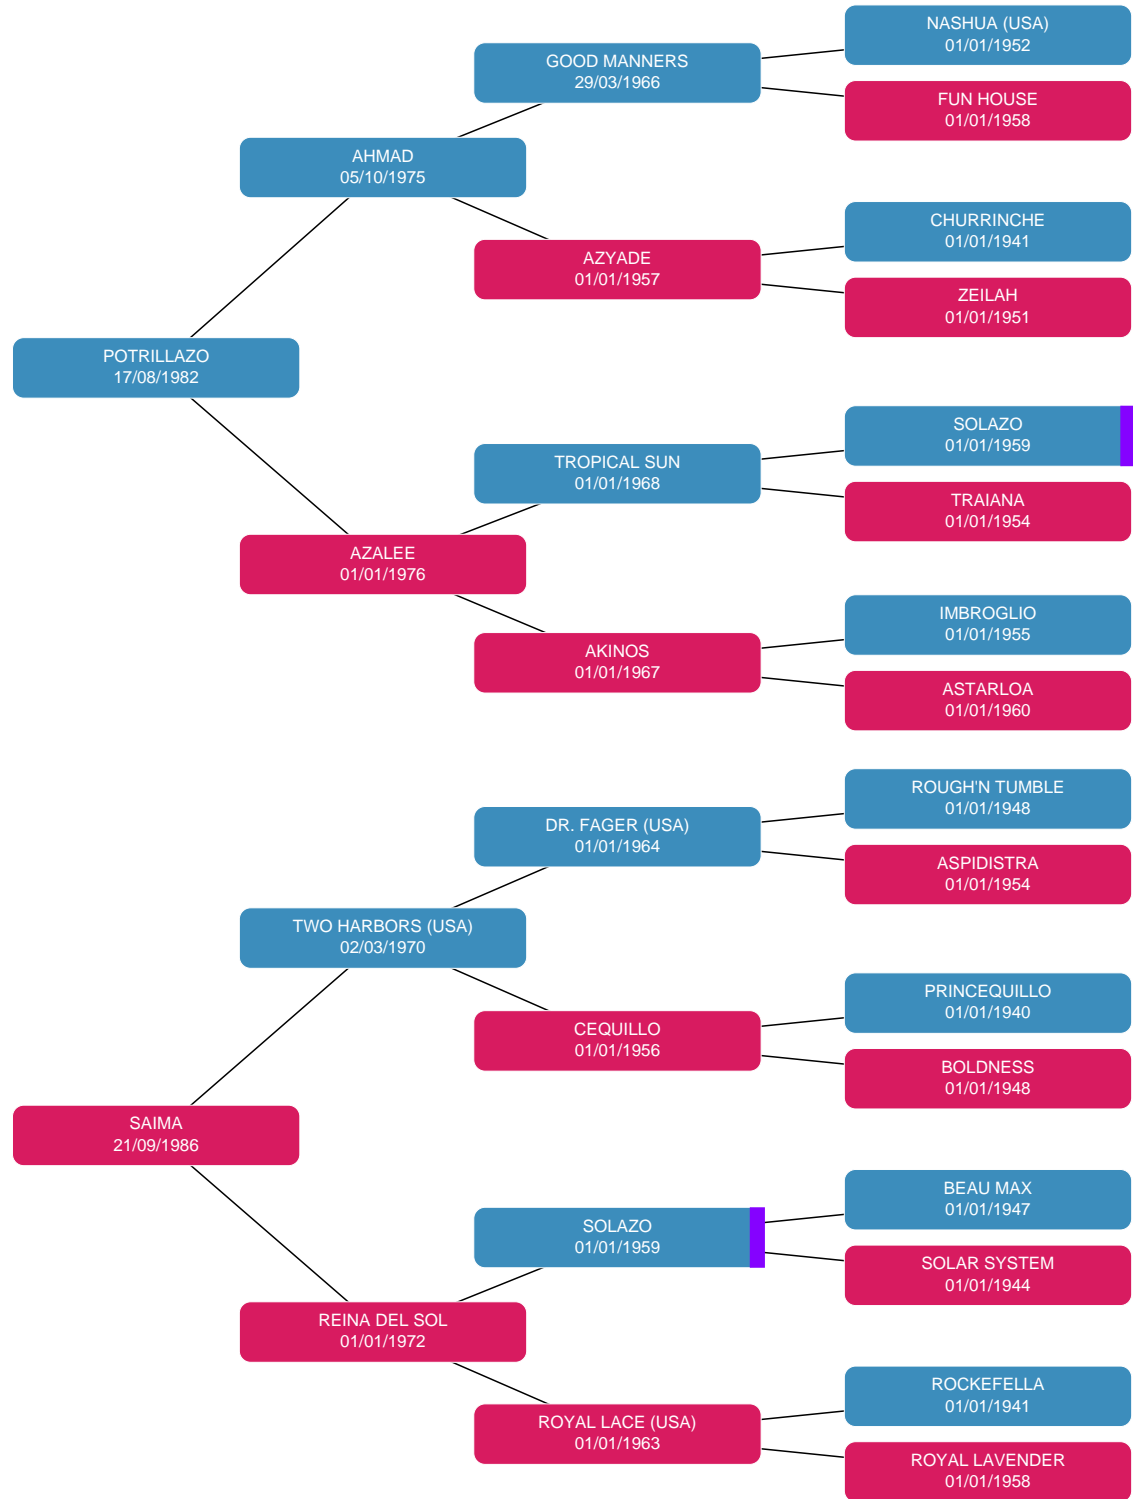 NASHUA (USA)
01/01/1952
GOOD MANNERS
29/03/1966
FUN HOUSE
01/01/1958
AHMAD
05/10/1975
CHURRINCHE
01/01/1941
AZYADE
01/01/1957
ZEILAH
01/01/1951
POTRILLAZO
17/08/1982
SOLAZO
01/01/1959
TROPICAL SUN
01/01/1968
TRAIANA
01/01/1954
AZALEE
01/01/1976
IMBROGLIO
01/01/1955
AKINOS
01/01/1967
ASTARLOA
01/01/1960
ROUGH'N TUMBLE
01/01/1948
DR. FAGER (USA)
01/01/1964
ASPIDISTRA
01/01/1954
TWO HARBORS (USA)
02/03/1970
PRINCEQUILLO
01/01/1940
CEQUILLO
01/01/1956
BOLDNESS
01/01/1948
SAIMA
21/09/1986
BEAU MAX
01/01/1947
SOLAZO
01/01/1959
SOLAR SYSTEM
01/01/1944
REINA DEL SOL
01/01/1972
ROCKEFELLA
01/01/1941
ROYAL LACE (USA)
01/01/1963
ROYAL LAVENDER
01/01/1958